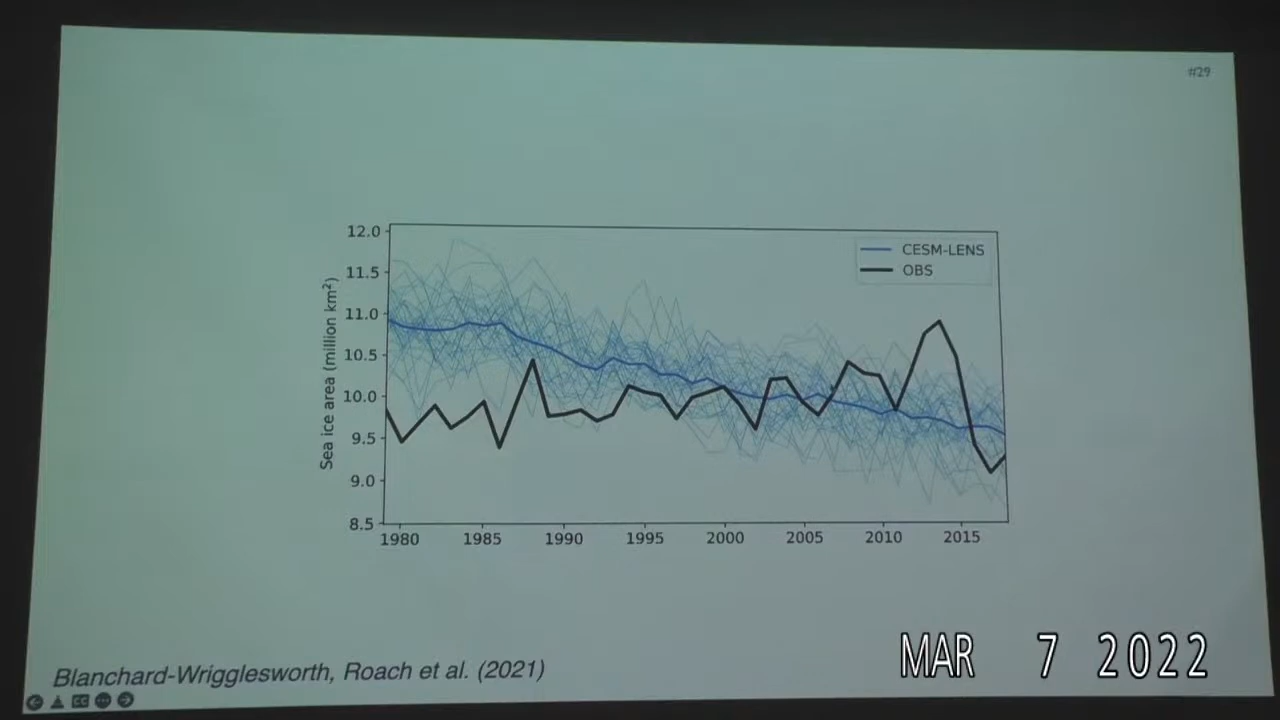 #29
12.0
11.5
11.0
10.5
10.0
9.5
9.0
8.5
Sea ice area (million km²)
CESM-LENS
OBS
1980 1985 1990 1995 2000 2005 2010 2015
Blanchard-Wrigglesworth, Roach et al. (2021)
CC
MAR 7 2022